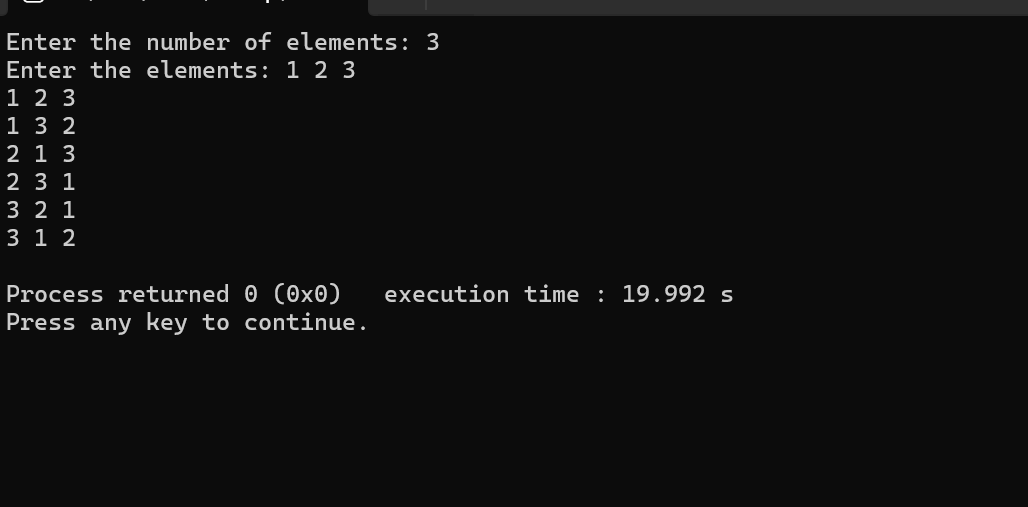 Enter the number of elements: 3
Enter the elements: 1 2 3
1 2 3
1 3 2
2 1 3
2 3 1
3 2 1
3 1 2
Process returned 0 (0x0)   execution time : 19.992 s
Press any key to continue.